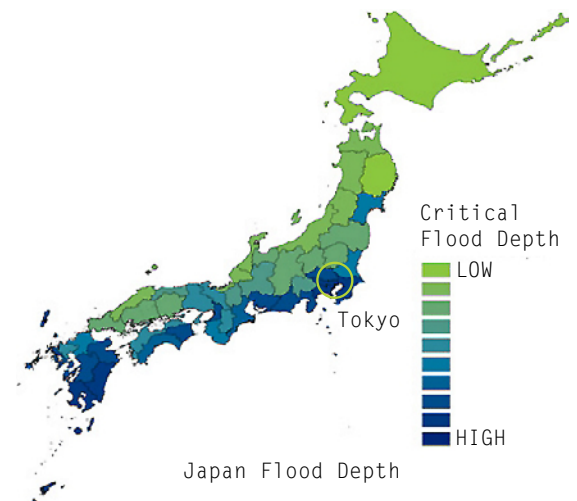 Critical
Flood Depth
LOW
Tokyo
HIGH
Japan Flood Depth